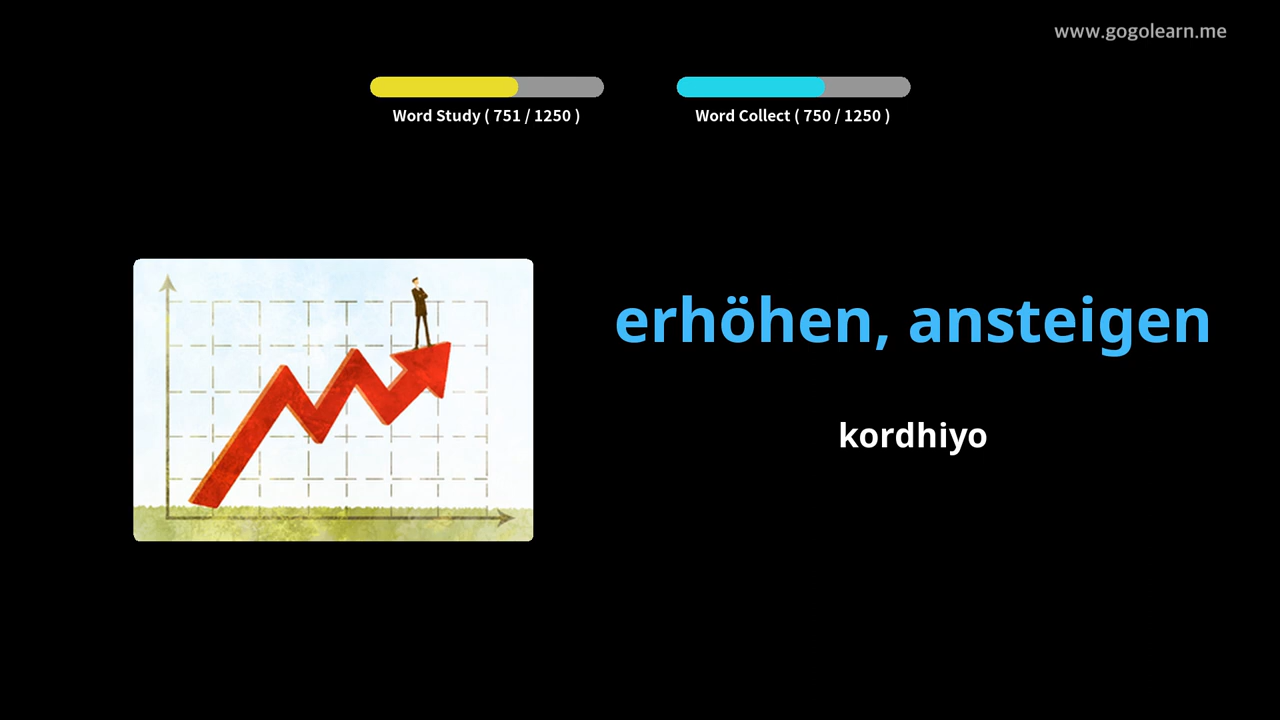 www.gogolearn.me
Word Study ( 751 / 1250 )
Word Collect ( 750 / 1250 )
erhöhen, ansteigen
kordhiyo